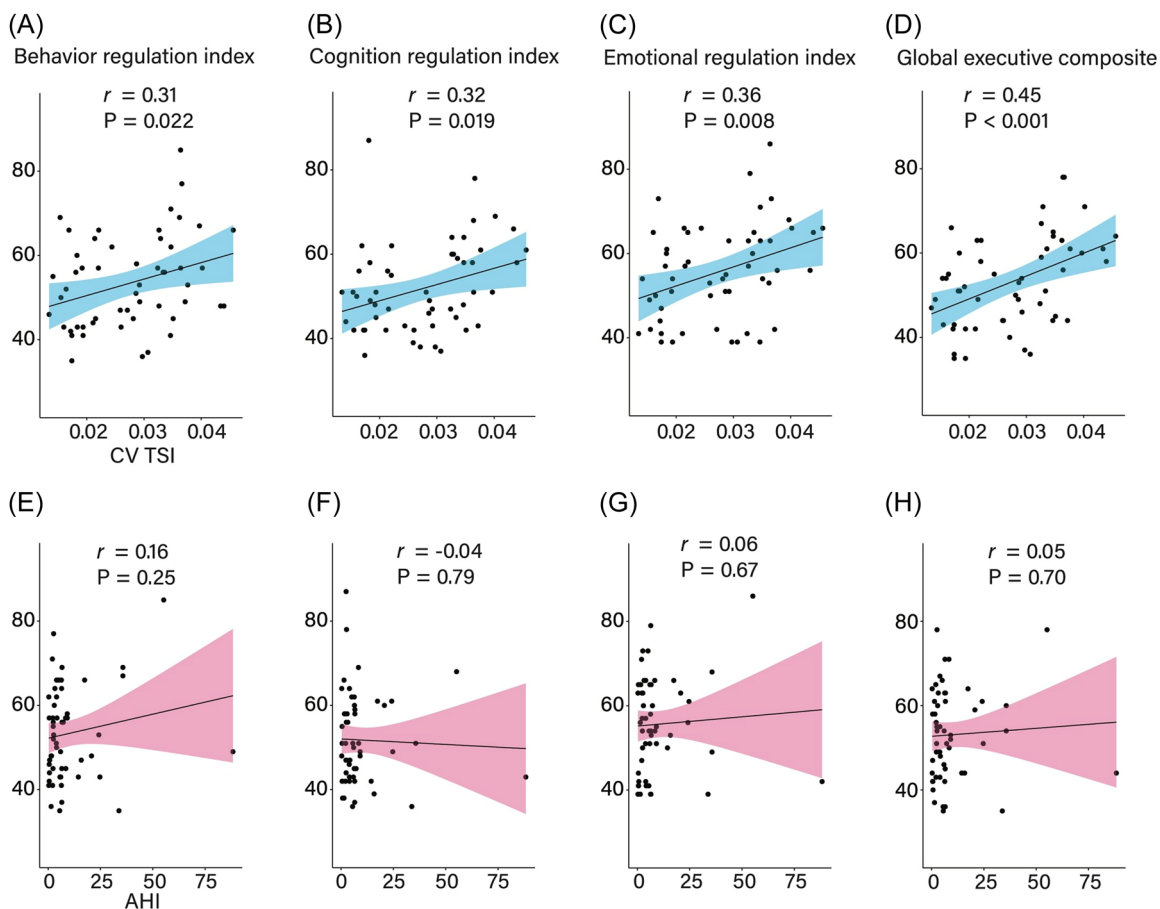 (A)
Behavior regulation index
r = 0.31
P = 0.022
80
60
40
0.02 0.03 0.04
CV TSI
(B)
Cognition regulation index
r = 0.32
P = 0.019
80
60
40
0.02 0.03 0.04
(C)
Emotional regulation index
r = 0.36
P = 0.008
80
60
40
0.02 0.03 0.04
(D)
Global executive composite
r = 0.45
P < 0.001
80
60
40
0.02 0.03 0.04
(E)
r = 0.16
P = 0.25
80
60
40
0 25 50 75
AHI
(F)
r = -0.04
P = 0.79
80
60
40
0 25 50 75
(G)
r = 0.06
P = 0.67
80
60
40
0 25 50 75
(H)
r = 0.05
P = 0.70
80
60
40
0 25 50 75